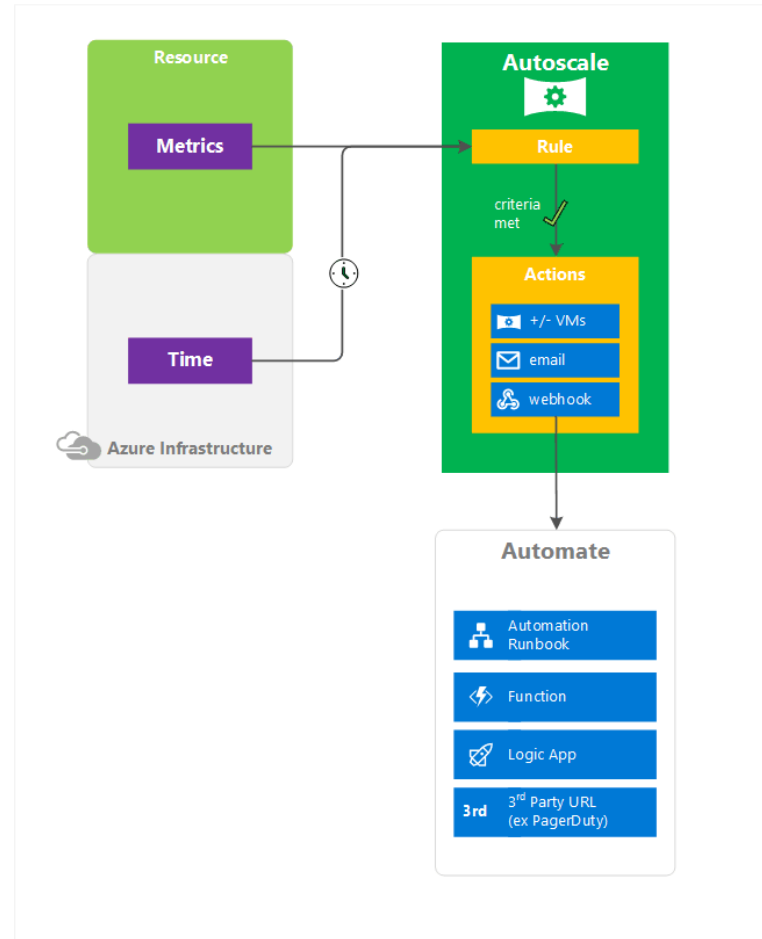 Resource
Metrics
Time
Azure Infrastructure
Autoscale
Rule
criteria
met
Actions
+/- VMs
email
webhook
Automate
Automation
Runbook
Function
Logic App
3rd
3rd Party URL
(ex PagerDuty)